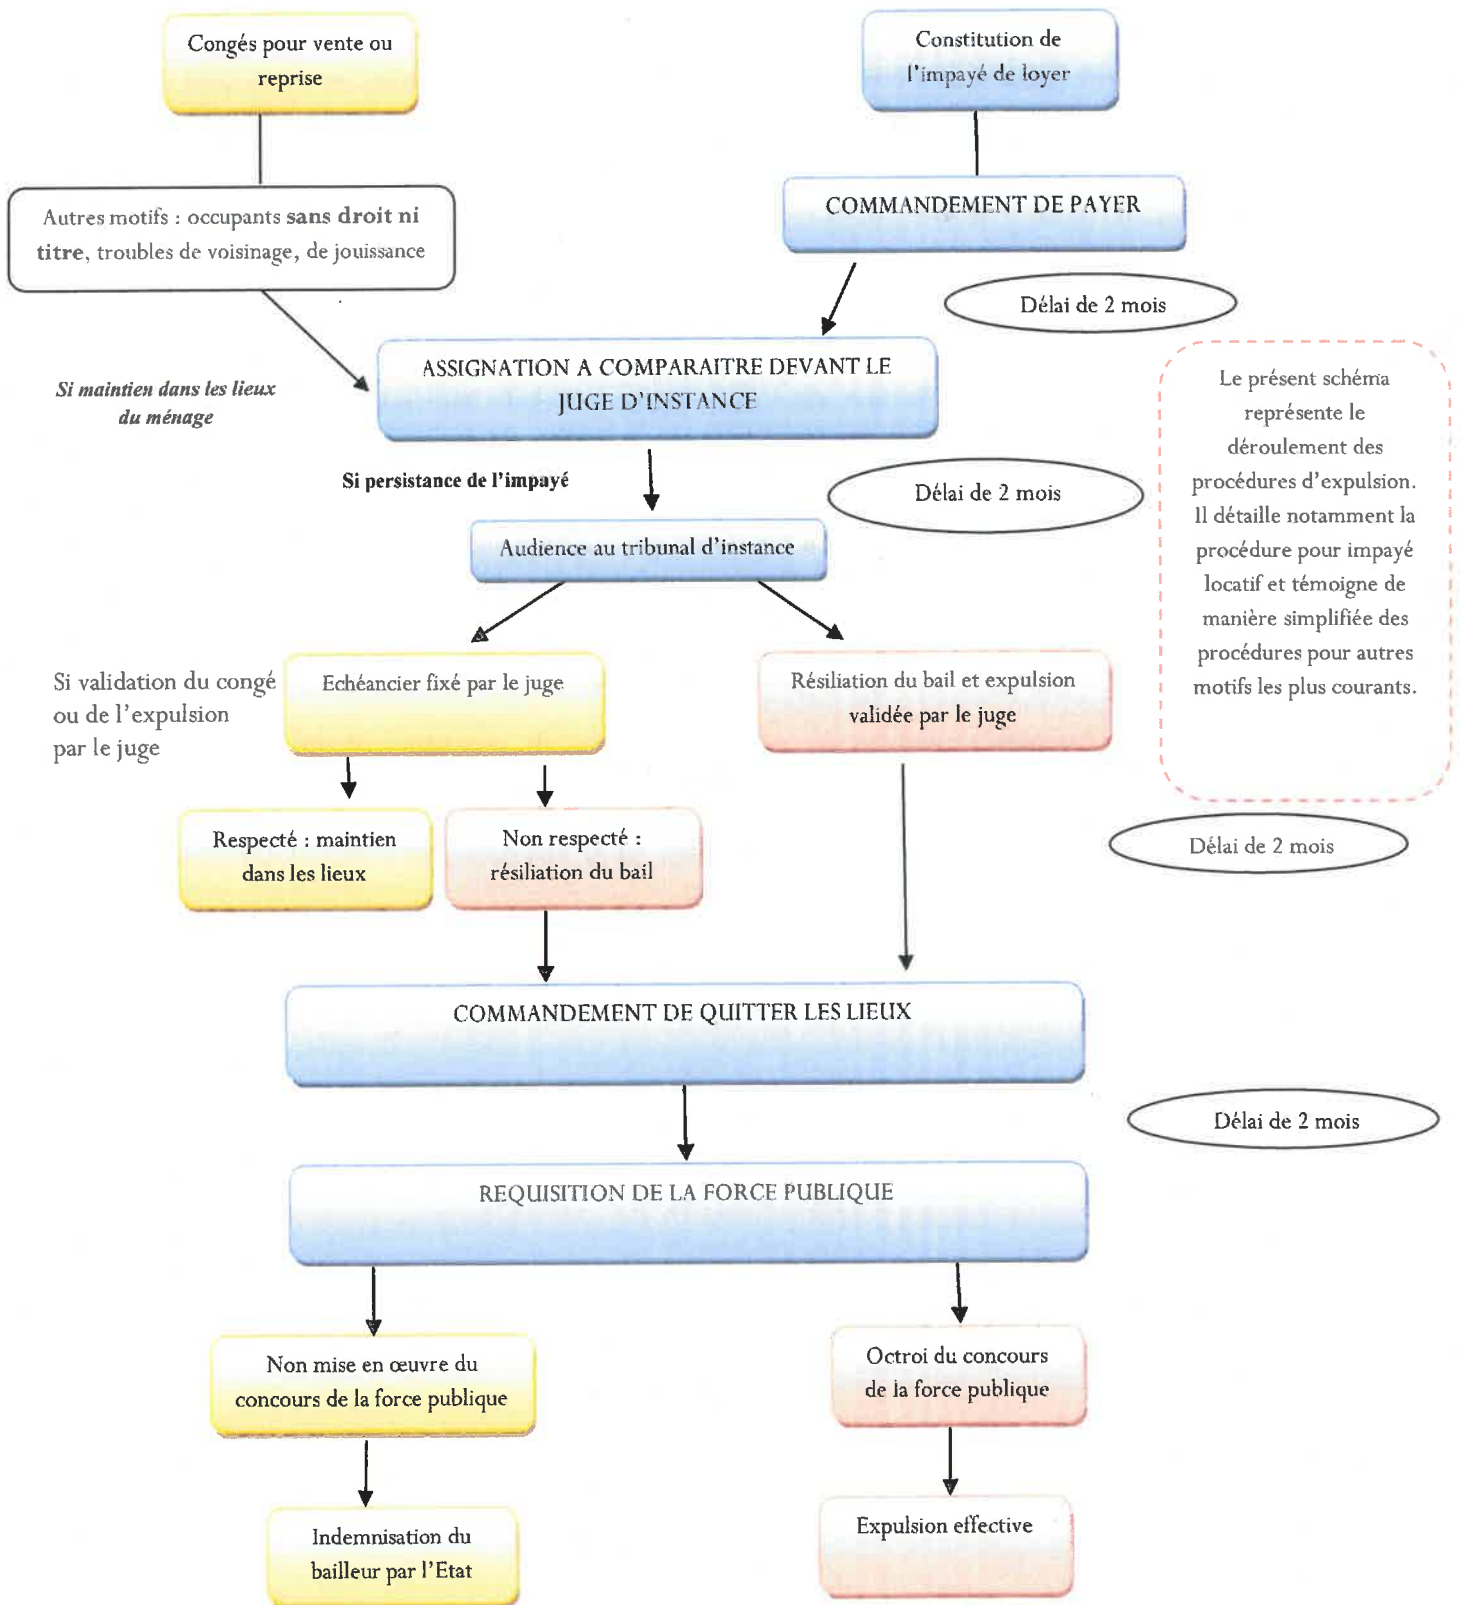 Congés pour vente ou
reprise
Constitution de
l'impayé de loyer
Autres motifs : occupants sans droit ni
titre, troubles de voisinage, de jouissance
COMMANDEMENT DE PAYER
Délai de 2 mois
Si maintien dans les lieux
du ménage
ASSIGNATION A COMPARAITRE DEVANT LE
JUGE D'INSTANCE
Le présent schéma
représente le
déroulement des
procédures d'expulsion.
Il détaille notamment la
procédure pour impayé
locatif et témoigne de
manière simplifiée des
procédures pour autres
motifs les plus courants.
Si persistance de l'impayé
Délai de 2 mois
Audience au tribunal d'instance
Si validation du congé
ou de l'expulsion
par le juge
Echéancier fixé par le juge
Résiliation du bail et expulsion
validée par le juge
Respecté : maintien
dans les lieux
Non respecté :
résiliation du bail
Délai de 2 mois
COMMANDEMENT DE QUITTER LES LIEUX
Délai de 2 mois
REQUISITION DE LA FORCE PUBLIQUE
Non mise en œuvre du
concours de la force publique
Octroi du concours
de la force publique
Indemnisation du
bailleur par l'Etat
Expulsion effective